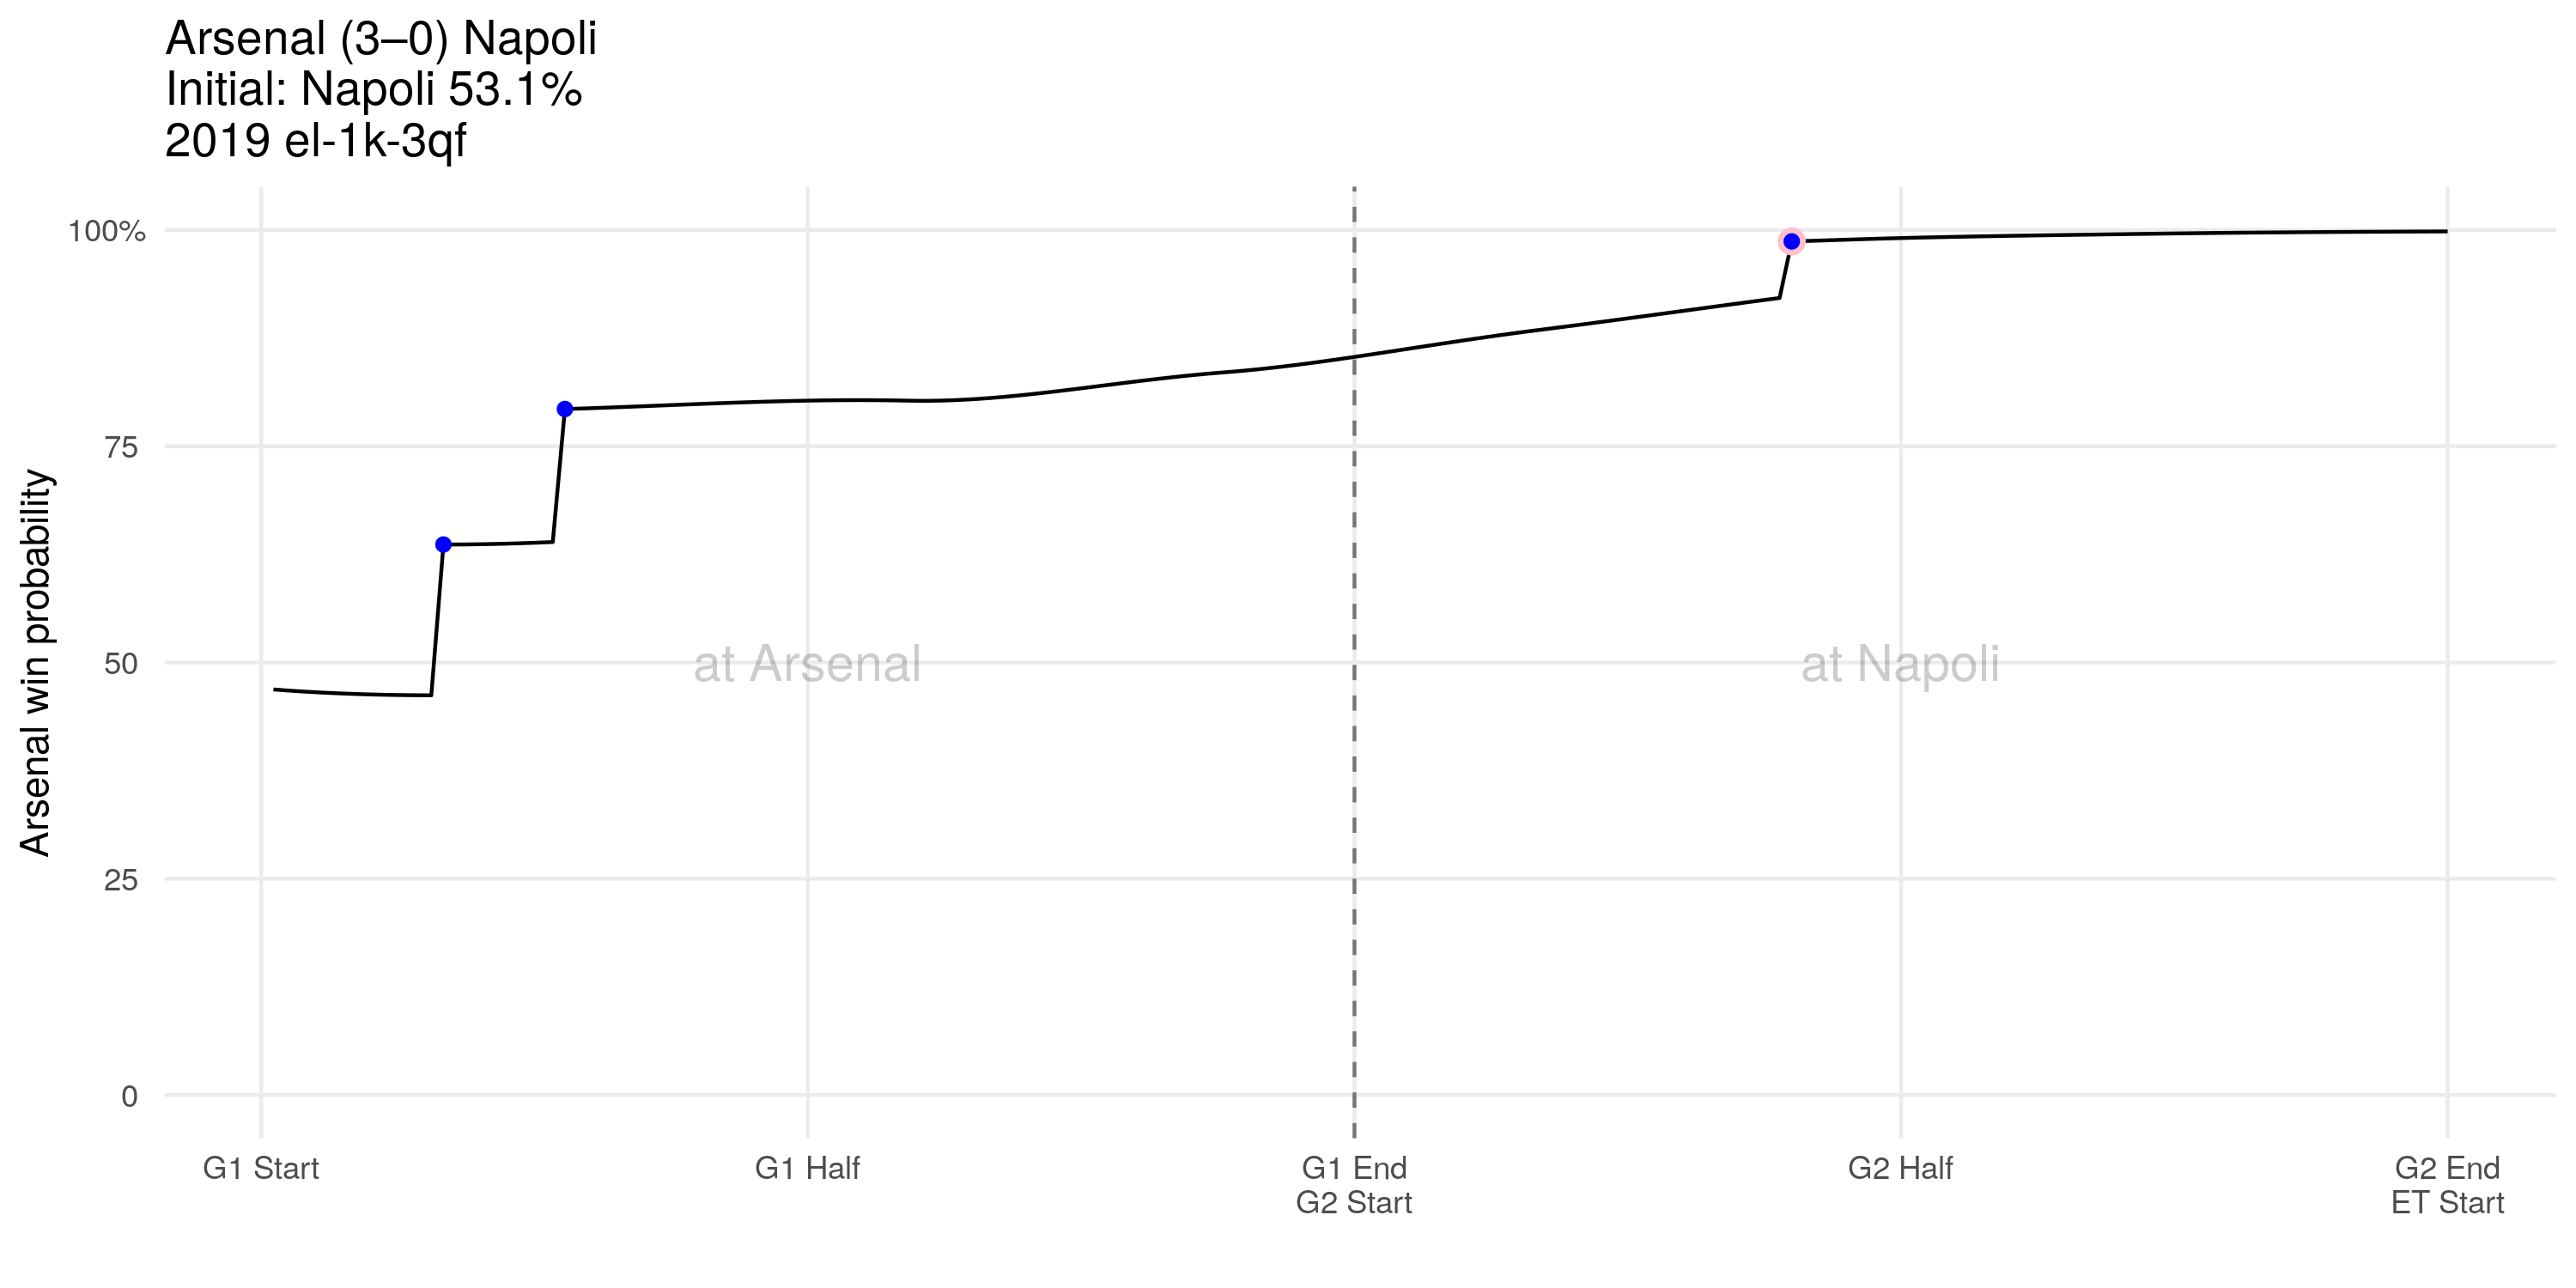 Arsenal (3–0) Napoli
Initial: Napoli 53.1%
2019 el-1k-3qf
Arsenal win probability
100%
75
50
25
0
at Arsenal
at Napoli
G1 Start
G1 Half
G1 End
G2 Start
G2 Half
G2 End
ET Start